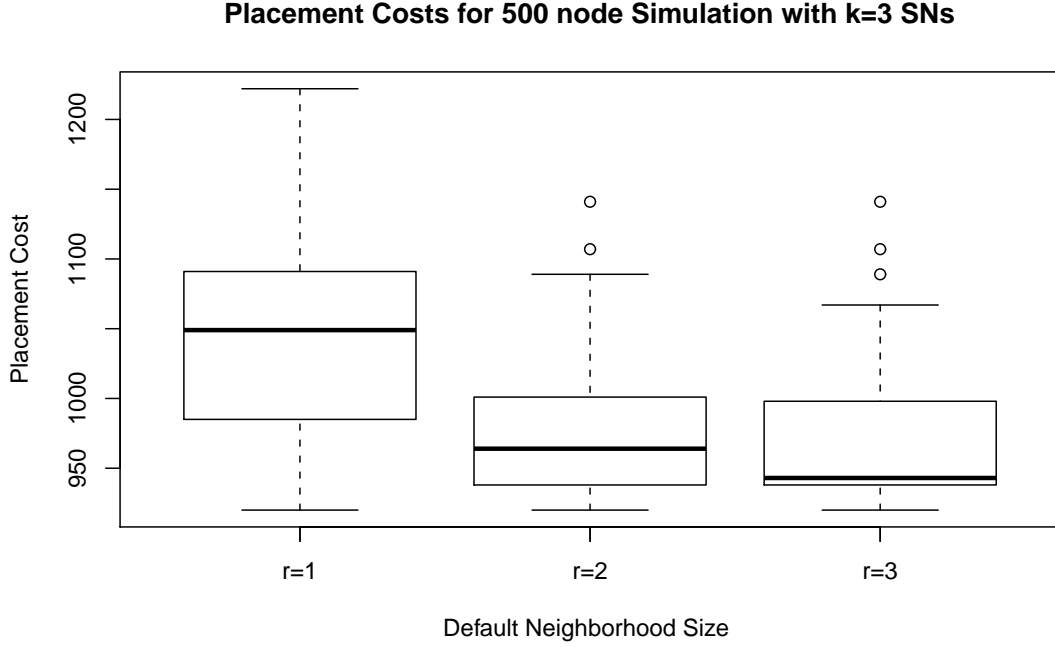 Placement Costs for 500 node Simulation with k=3 SNs
Placement Cost
1200
1100
1000
950
r=1 r=2 r=3
Default Neighborhood Size